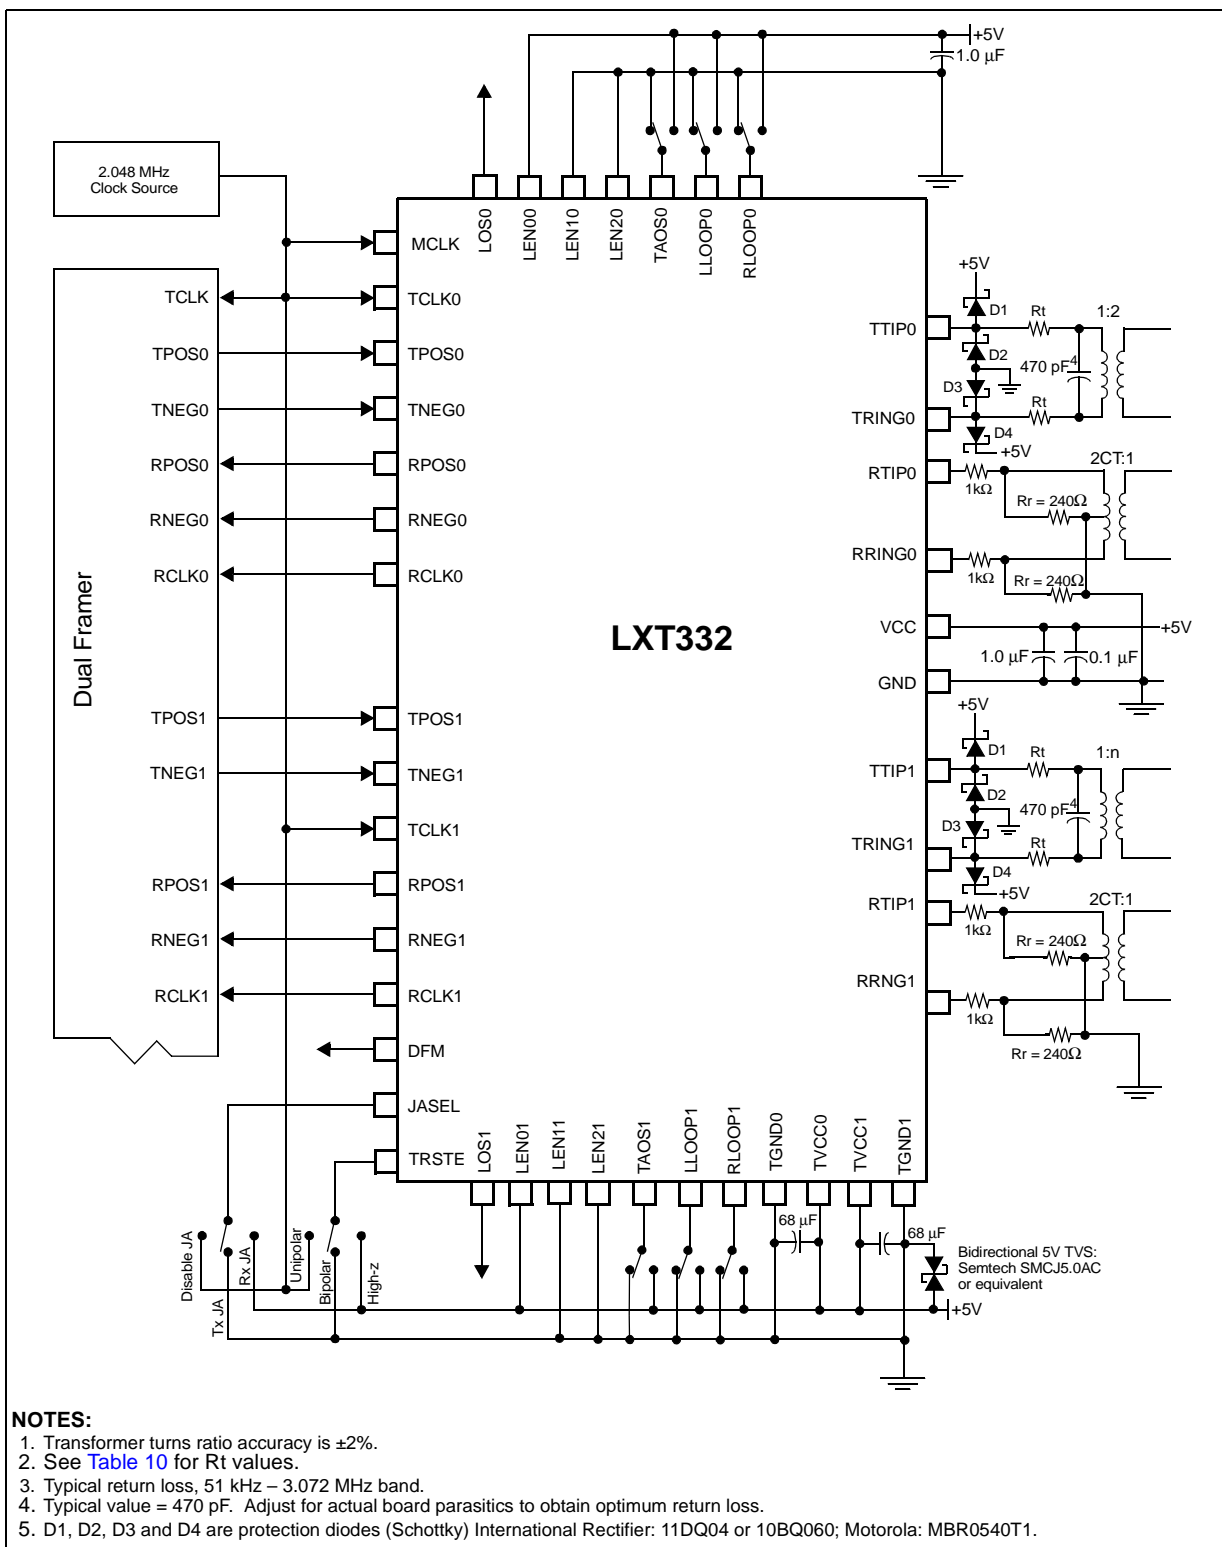 +5V
1.0 µF
2.048 MHz
Clock Source
LOS0
LEN00
LEN10
LEN20
TAOS0
LLOOP0
RLOOP0
Dual Framer
TCLK
TPOS0
TNEG0
RPOS0
RNEG0
RCLK0
TPOS1
TNEG1
RPOS1
RNEG1
RCLK1
MCLK
TCLK0
TPOS0
TNEG0
RPOS0
RNEG0
RCLK0
TPOS1
TNEG1
TCLK1
RPOS1
RNEG1
RCLK1
DFM
JASEL
TRSTE
LXT332
TTIP0
TRING0
RTIP0
RRING0
VCC
GND
TTIP1
TRING1
RTIP1
RRNG1
+5V
D1
Rt
1:2
D2
470 pF4
D3
Rt
D4
+5V
2CT:1
1kΩ
Rr = 240Ω
1kΩ
Rr = 240Ω
+5V
1.0 µF
0.1 µF
+5V
D1
Rt
1:n
D2
470 pF4
D3
Rt
D4
+5V
2CT:1
1kΩ
Rr = 240Ω
1kΩ
Rr = 240Ω
LOS1
LEN01
LEN11
LEN21
TAOS1
LLOOP1
RLOOP1
TGND0
TVCC0
TVCC1
TGND1
68 µF
68 µF
Disable JA
Tx JA
Rx JA
Unipolar
Bipolar
High-z
Bidirectional 5V TVS:
Semtech SMCJ5.0AC
or equivalent
+5V
NOTES:
1. Transformer turns ratio accuracy is ±2%.
2. See Table 10 for Rt values.
3. Typical return loss, 51 kHz – 3.072 MHz band.
4. Typical value = 470 pF. Adjust for actual board parasitics to obtain optimum return loss.
5. D1, D2, D3 and D4 are protection diodes (Schottky) International Rectifier: 11DQ04 or 10BQ060; Motorola: MBR0540T1.